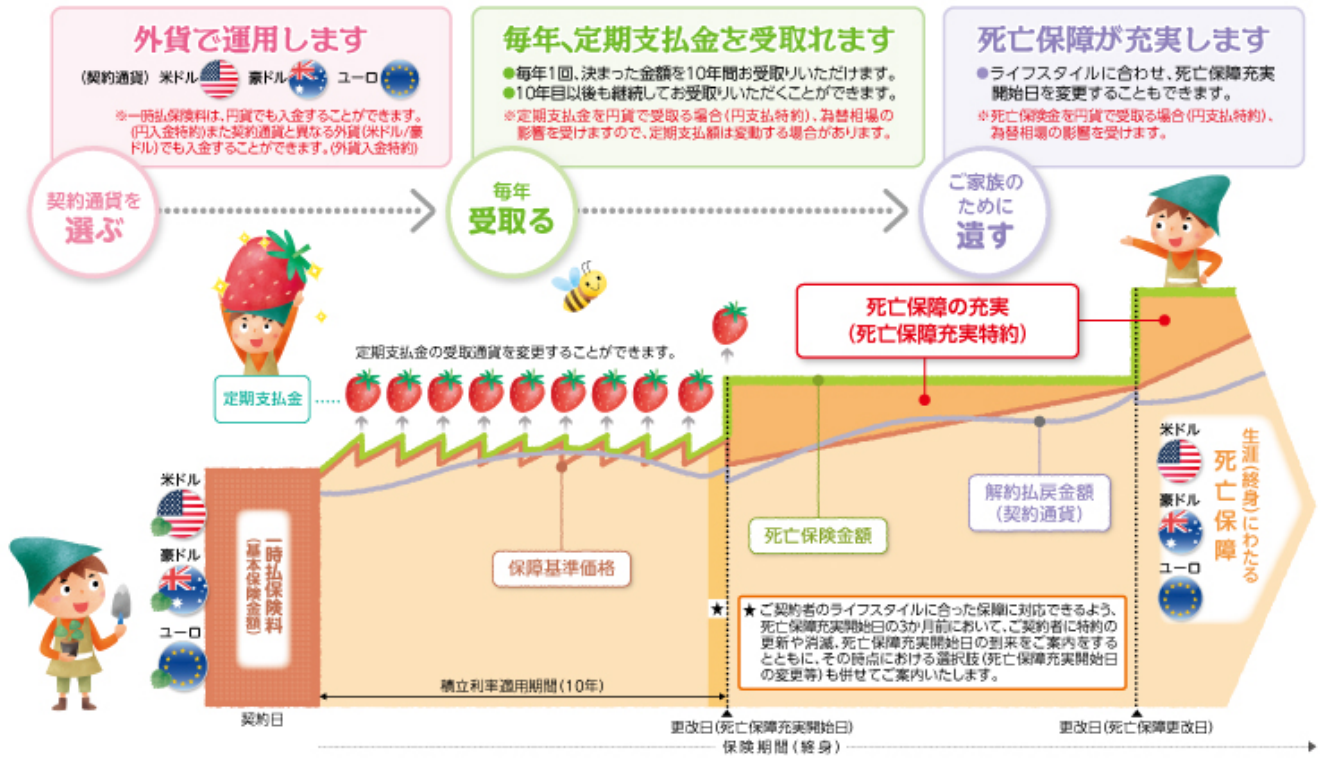 外貨で運用します
(契約通貨) 米ドル 豪ドル ユーロ
※一時払保険料は、円貨でも入金することができます。
(円入金特約)また契約通貨と異なる外貨(米ドル/豪
ドル)でも入金することができます。(外貨入金特約)
毎年、定期支払金を受取れます
●毎年1回、決まった金額を10年間お受取りいただけます。
●10年目以後も継続してお受取りいただくことができます。
※定期支払金を円貨で受取る場合(円支払特約)、為替相場の
影響を受けますので、定期支払額は変動する場合があります。
死亡保障が充実します
●ライフスタイルに合わせ、死亡保障充実
開始日を変更することもできます。
※死亡保険金を円貨で受取る場合(円支払特約)、
為替相場の影響を受けます。
契約通貨を
選ぶ
毎年
受取る
ご家族の
ために
遺す
死亡保障の充実
(死亡保障充実特約)
定期支払金の受取通貨を変更することができます。
定期支払金
米ドル
豪ドル
ユーロ
一時払保険料
(基本保険金額)
保障基準価格
死亡保険金額
解約払戻金額
(契約通貨)
米ドル
豪ドル
ユーロ
生涯(終身)にわたる
死亡保障
★
★ご契約者のライフスタイルに合った保障に対応できるよう、
死亡保障充実開始日の3か月前において、ご契約者に特約の
更新や消滅、死亡保障充実開始日の到来をご案内をする
とともに、その時点における選択肢(死亡保障充実開始日
の変更等)も併せてご案内いたします。
積立利率適用期間(10年)
契約日
更改日(死亡保障充実開始日)
更改日(死亡保障更改日)
保険期間(終身)